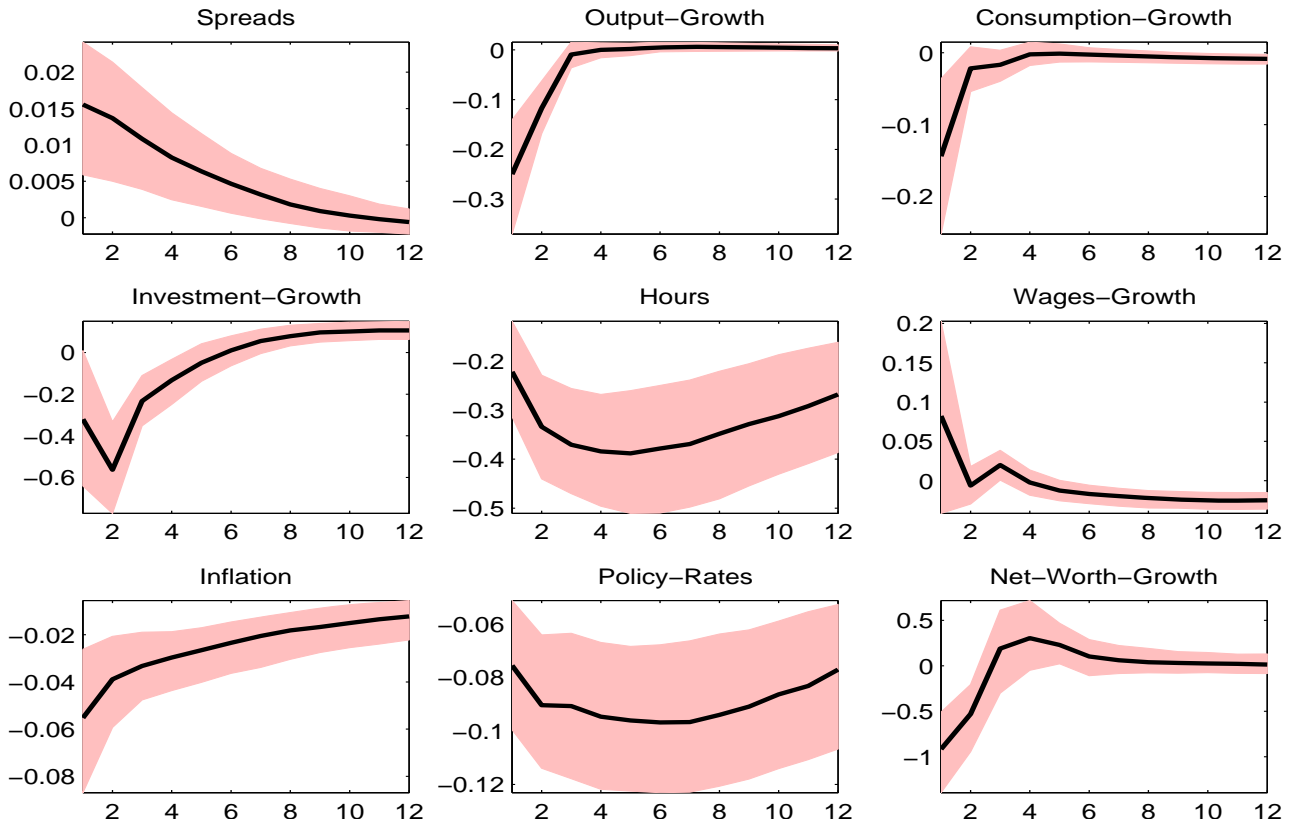 Spreads
0.02
0.015
0.01
0.005
0
2 4 6 8 10 12
Output−Growth
0
−0.1
−0.2
−0.3
2 4 6 8 10 12
Consumption−Growth
0
−0.1
−0.2
2 4 6 8 10 12
Investment−Growth
0
−0.2
−0.4
−0.6
2 4 6 8 10 12
Hours
−0.2
−0.3
−0.4
−0.5
2 4 6 8 10 12
Wages−Growth
0.2
0.15
0.1
0.05
0
2 4 6 8 10 12
Inflation
−0.02
−0.04
−0.06
−0.08
2 4 6 8 10 12
Policy−Rates
−0.06
−0.08
−0.1
−0.12
2 4 6 8 10 12
Net−Worth−Growth
0.5
0
−0.5
−1
2 4 6 8 10 12